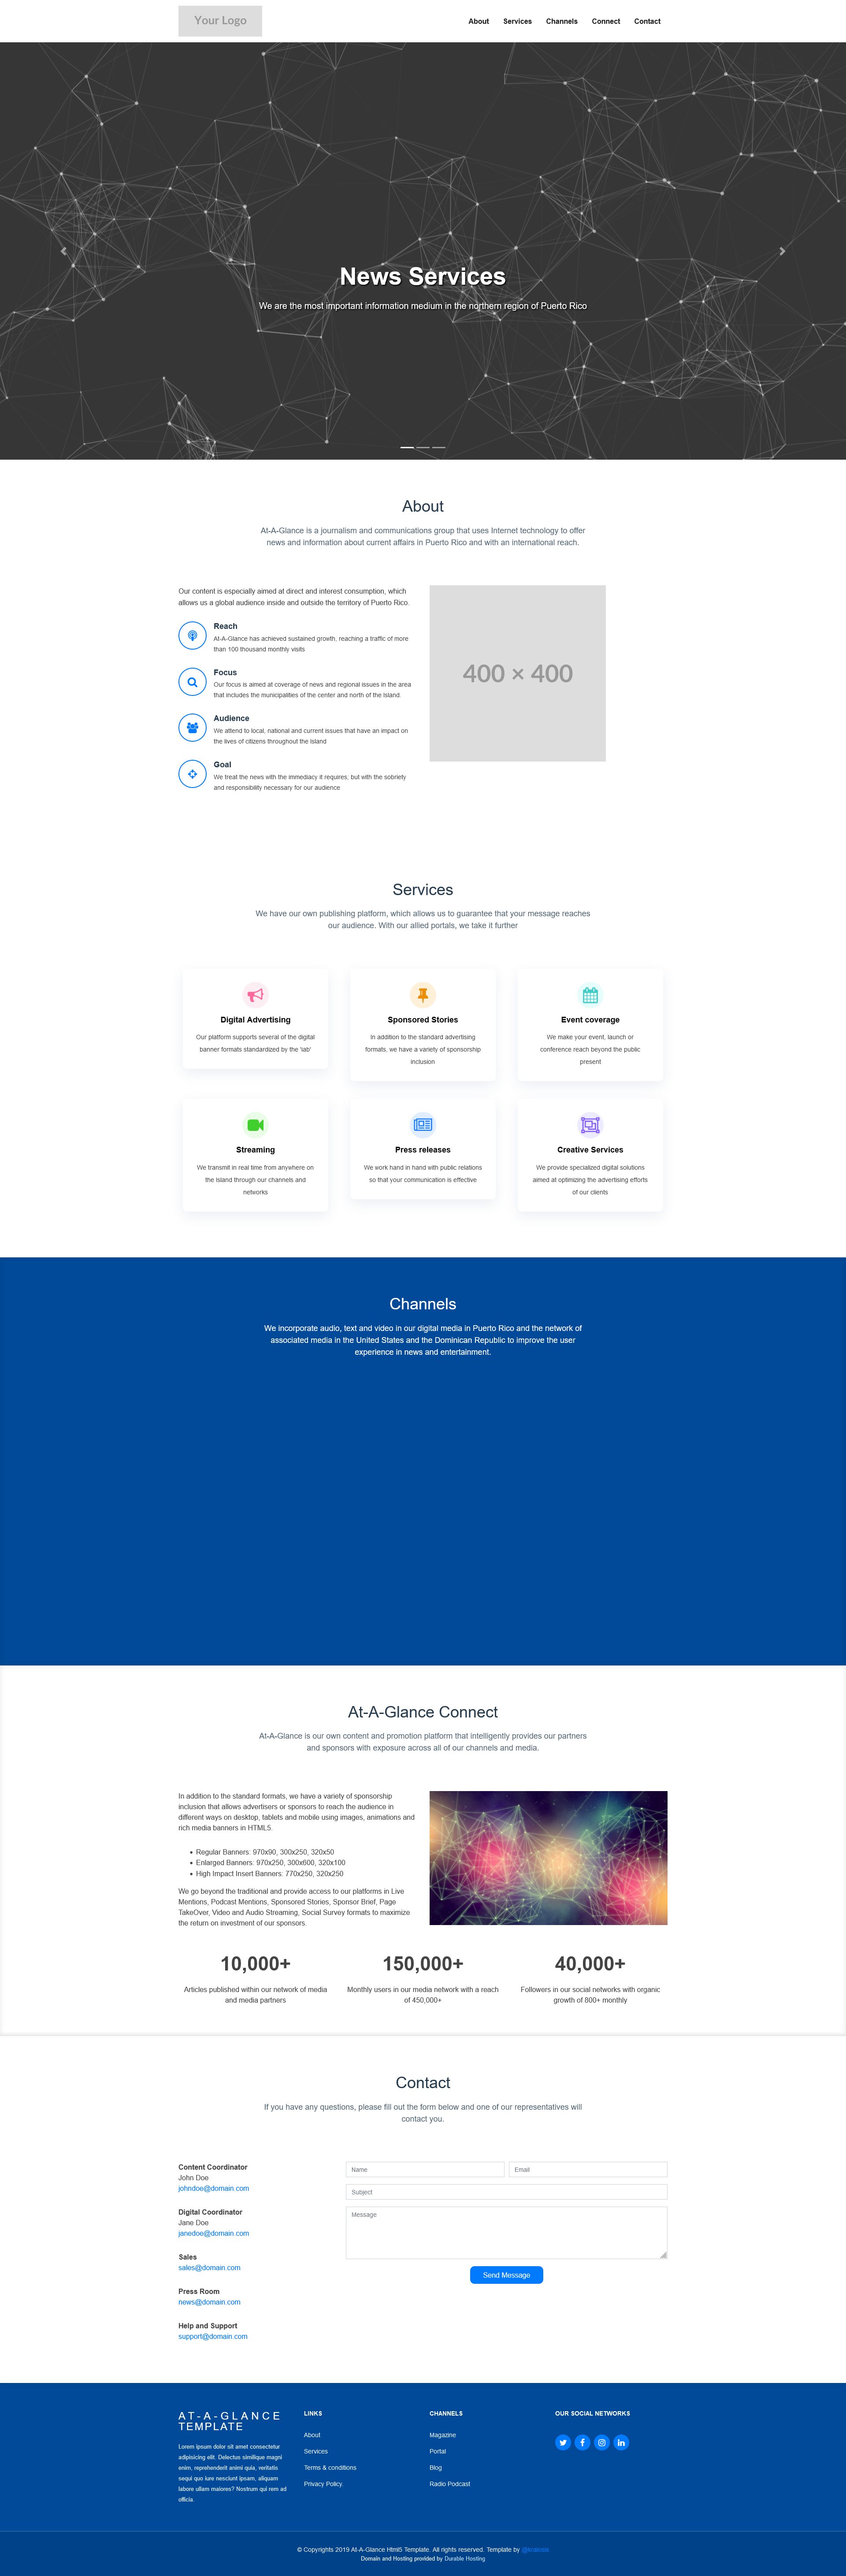 Your Logo
About Services Channels Connect Contact
News Services
We are the most important information medium in the northern region of Puerto Rico
About
At-A-Glance is a journalism and communications group that uses Internet technology to offer
news and information about current affairs in Puerto Rico and with an international reach.
Our content is especially aimed at direct and interest consumption, which
allows us a global audience inside and outside the territory of Puerto Rico.
Reach
At-A-Glance has achieved sustained growth, reaching a traffic of more
than 100 thousand monthly visits
Focus
Our focus is aimed at coverage of news and regional issues in the area
that includes the municipalities of the center and north of the Island.
Audience
We attend to local, national and current issues that have an impact on
the lives of citizens throughout the Island
Goal
We treat the news with the immediacy it requires; but with the sobriety
and responsibility necessary for our audience
400 × 400
Services
We have our own publishing platform, which allows us to guarantee that your message reaches
our audience. With our allied portals, we take it further
Digital Advertising
Our platform supports several of the digital
banner formats standardized by the 'iab'
Sponsored Stories
In addition to the standard advertising
formats, we have a variety of sponsorship
inclusion
Event coverage
We make your event, launch or
conference reach beyond the public
present
Streaming
We transmit in real time from anywhere on
the island through our channels and
networks
Press releases
We work hand in hand with public relations
so that your communication is effective
Creative Services
We provide specialized digital solutions
aimed at optimizing the advertising efforts
of our clients
Channels
We incorporate audio, text and video in our digital media in Puerto Rico and the network of
associated media in the United States and the Dominican Republic to improve the user
experience in news and entertainment.
At-A-Glance Connect
At-A-Glance is our own content and promotion platform that intelligently provides our partners
and sponsors with exposure across all of our channels and media.
In addition to the standard formats, we have a variety of sponsorship
inclusion that allows advertisers or sponsors to reach the audience in
different ways on desktop, tablets and mobile using images, animations and
rich media banners in HTML5.
• Regular Banners: 970x90, 300x250, 320x50
• Enlarged Banners: 970x250, 300x600, 320x100
• High Impact Insert Banners: 770x250, 320x250
We go beyond the traditional and provide access to our platforms in Live
Mentions, Podcast Mentions, Sponsored Stories, Sponsor Brief, Page
TakeOver, Video and Audio Streaming, Social Survey formats to maximize
the return on investment of our sponsors.
10,000+
Articles published within our network of media
and media partners
150,000+
Monthly users in our media network with a reach
of 450,000+
40,000+
Followers in our social networks with organic
growth of 800+ monthly
Contact
If you have any questions, please fill out the form below and one of our representatives will
contact you.
Content Coordinator
John Doe
johndoe@domain.com
Digital Coordinator
Jane Doe
janedoe@domain.com
Sales
sales@domain.com
Press Room
news@domain.com
Help and Support
support@domain.com
Name
Email
Subject
Message
Send Message
AT-A-GLANCE
TEMPLATE
Lorem ipsum dolor sit amet consectetur
adipisicing elit. Delectus similique magni
enim, reprehenderit animi quia, veritatis
sequi quo iure nesciunt ipsam, aliquam
labore ullam maiores? Nostrum qui rem ad
officia.
LINKS
About
Services
Terms & conditions
Privacy Policy
CHANNELS
Magazine
Portal
Blog
Radio Podcast
OUR SOCIAL NETWORKS
© Copyrights 2019 At-A-Glance Html5 Template. All rights reserved. Template by
Domain and Hosting provided by Durable Hosting